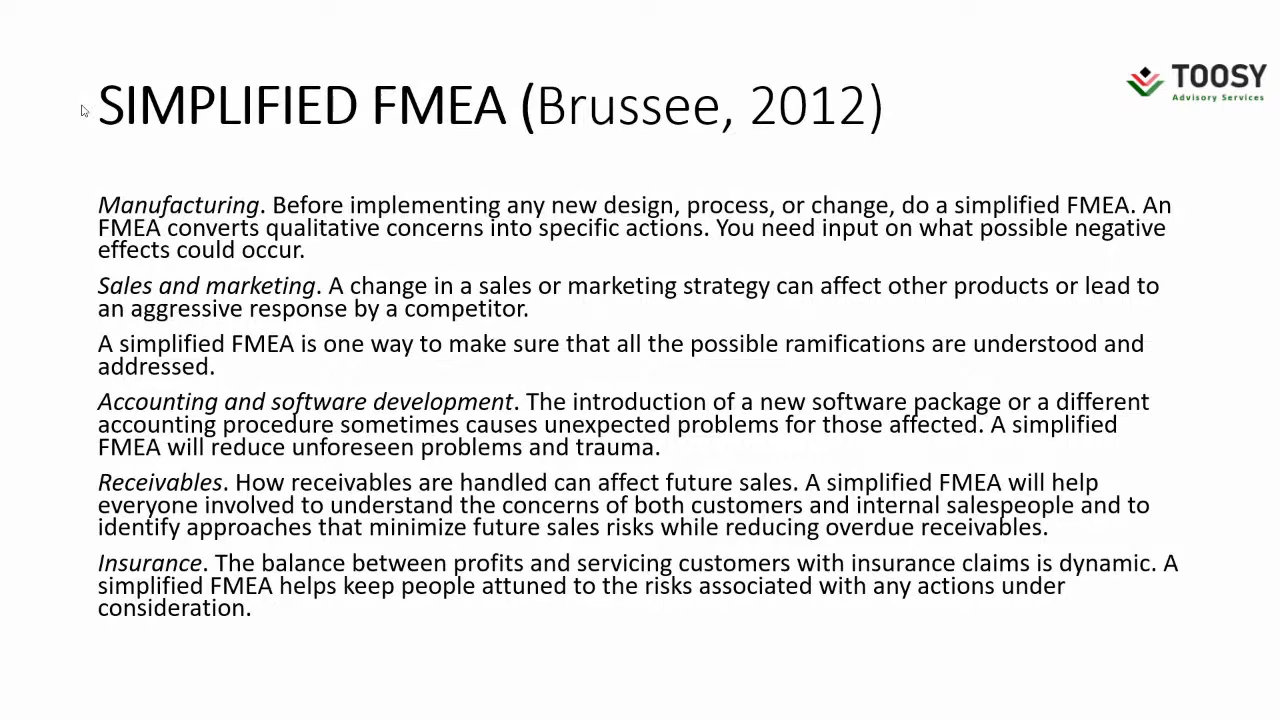 SIMPLIFIED FMEA (Brussee, 2012)
TOOSY
Advisory Services
Manufacturing. Before implementing any new design, process, or change, do a simplified FMEA. An
FMEA converts qualitative concerns into specific actions. You need input on what possible negative
effects could occur.
Sales and marketing. A change in a sales or marketing strategy can affect other products or lead to
an aggressive response by a competitor.
A simplified FMEA is one way to make sure that all the possible ramifications are understood and
addressed.
Accounting and software development. The introduction of a new software package or a different
accounting procedure sometimes causes unexpected problems for those affected. A simplified
FMEA will reduce unforeseen problems and trauma.
Receivables. How receivables are handled can affect future sales. A simplified FMEA will help
everyone involved to understand the concerns of both customers and internal salespeople and to
identify approaches that minimize future sales risks while reducing overdue receivables.
Insurance. The balance between profits and servicing customers with insurance claims is dynamic. A
simplified FMEA helps keep people attuned to the risks associated with any actions under
consideration.